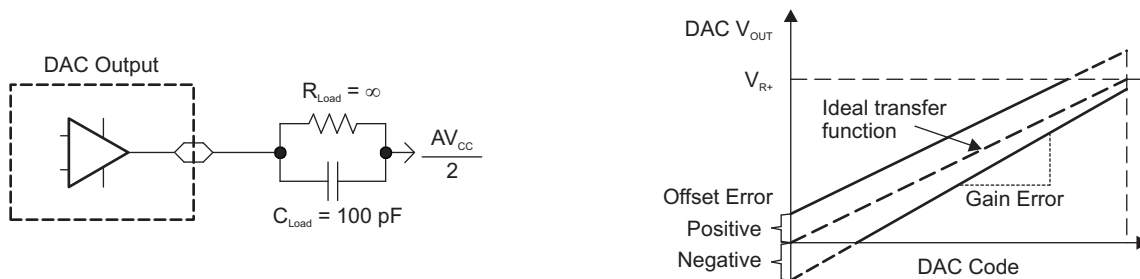 DAC Output
R_Load = ∞
C_Load = 100 pF
AV_CC
2
DAC V_OUT
V_R+
Ideal transfer
function
Offset Error
Positive
Negative
Gain Error
DAC Code